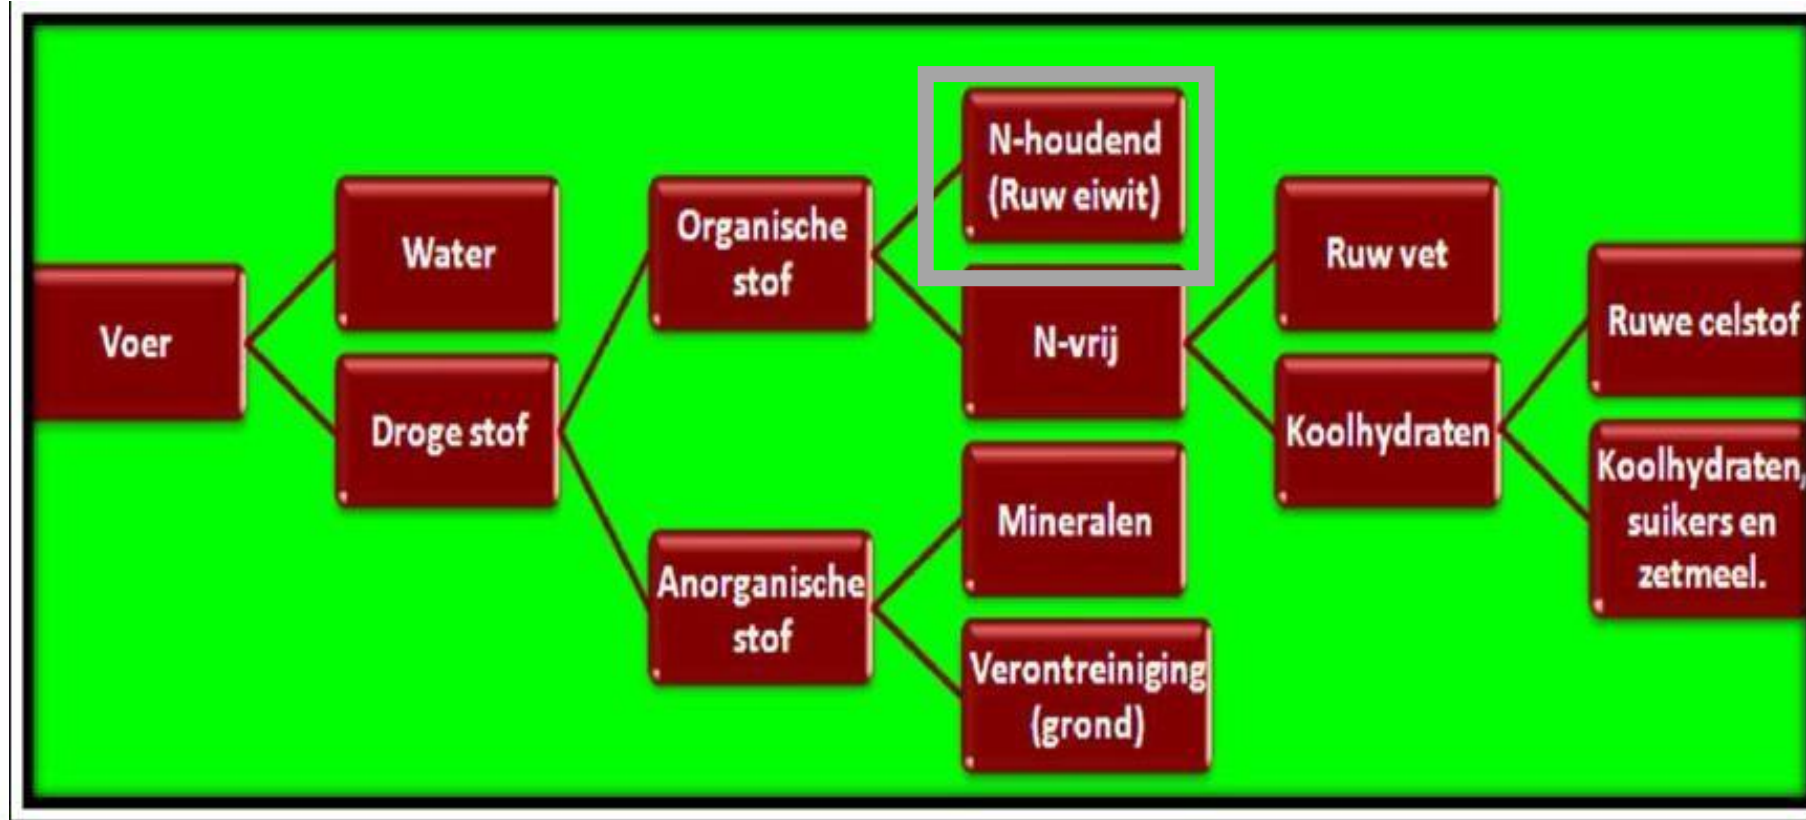 Voer
Water
Droge stof
Organische
stof
Anorganische
stof
N-houdend
(Ruw eiwit)
N-vrij
Mineralen
Verontreiniging
(grond)
Ruw vet
Koolhydraten
Ruwe celstof
Koolhydraten,
suikers en
zetmeel.